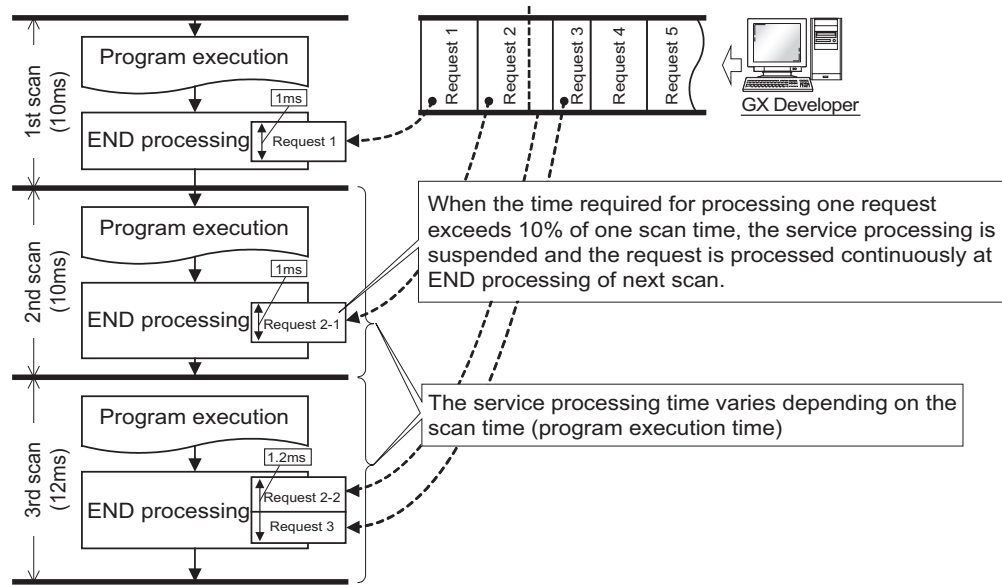 1st scan
(10ms)
Program execution
1ms
END processing
Request 1
Request 1
Request 2
Request 3
Request 4
Request 5
GX Developer
2nd scan
(10ms)
Program execution
1ms
END processing
Request 2-1
When the time required for processing one request
exceeds 10% of one scan time, the service processing is
suspended and the request is processed continuously at
END processing of next scan.
3rd scan
(12ms)
Program execution
1.2ms
END processing
Request 2-2
Request 3
The service processing time varies depending on the
scan time (program execution time)